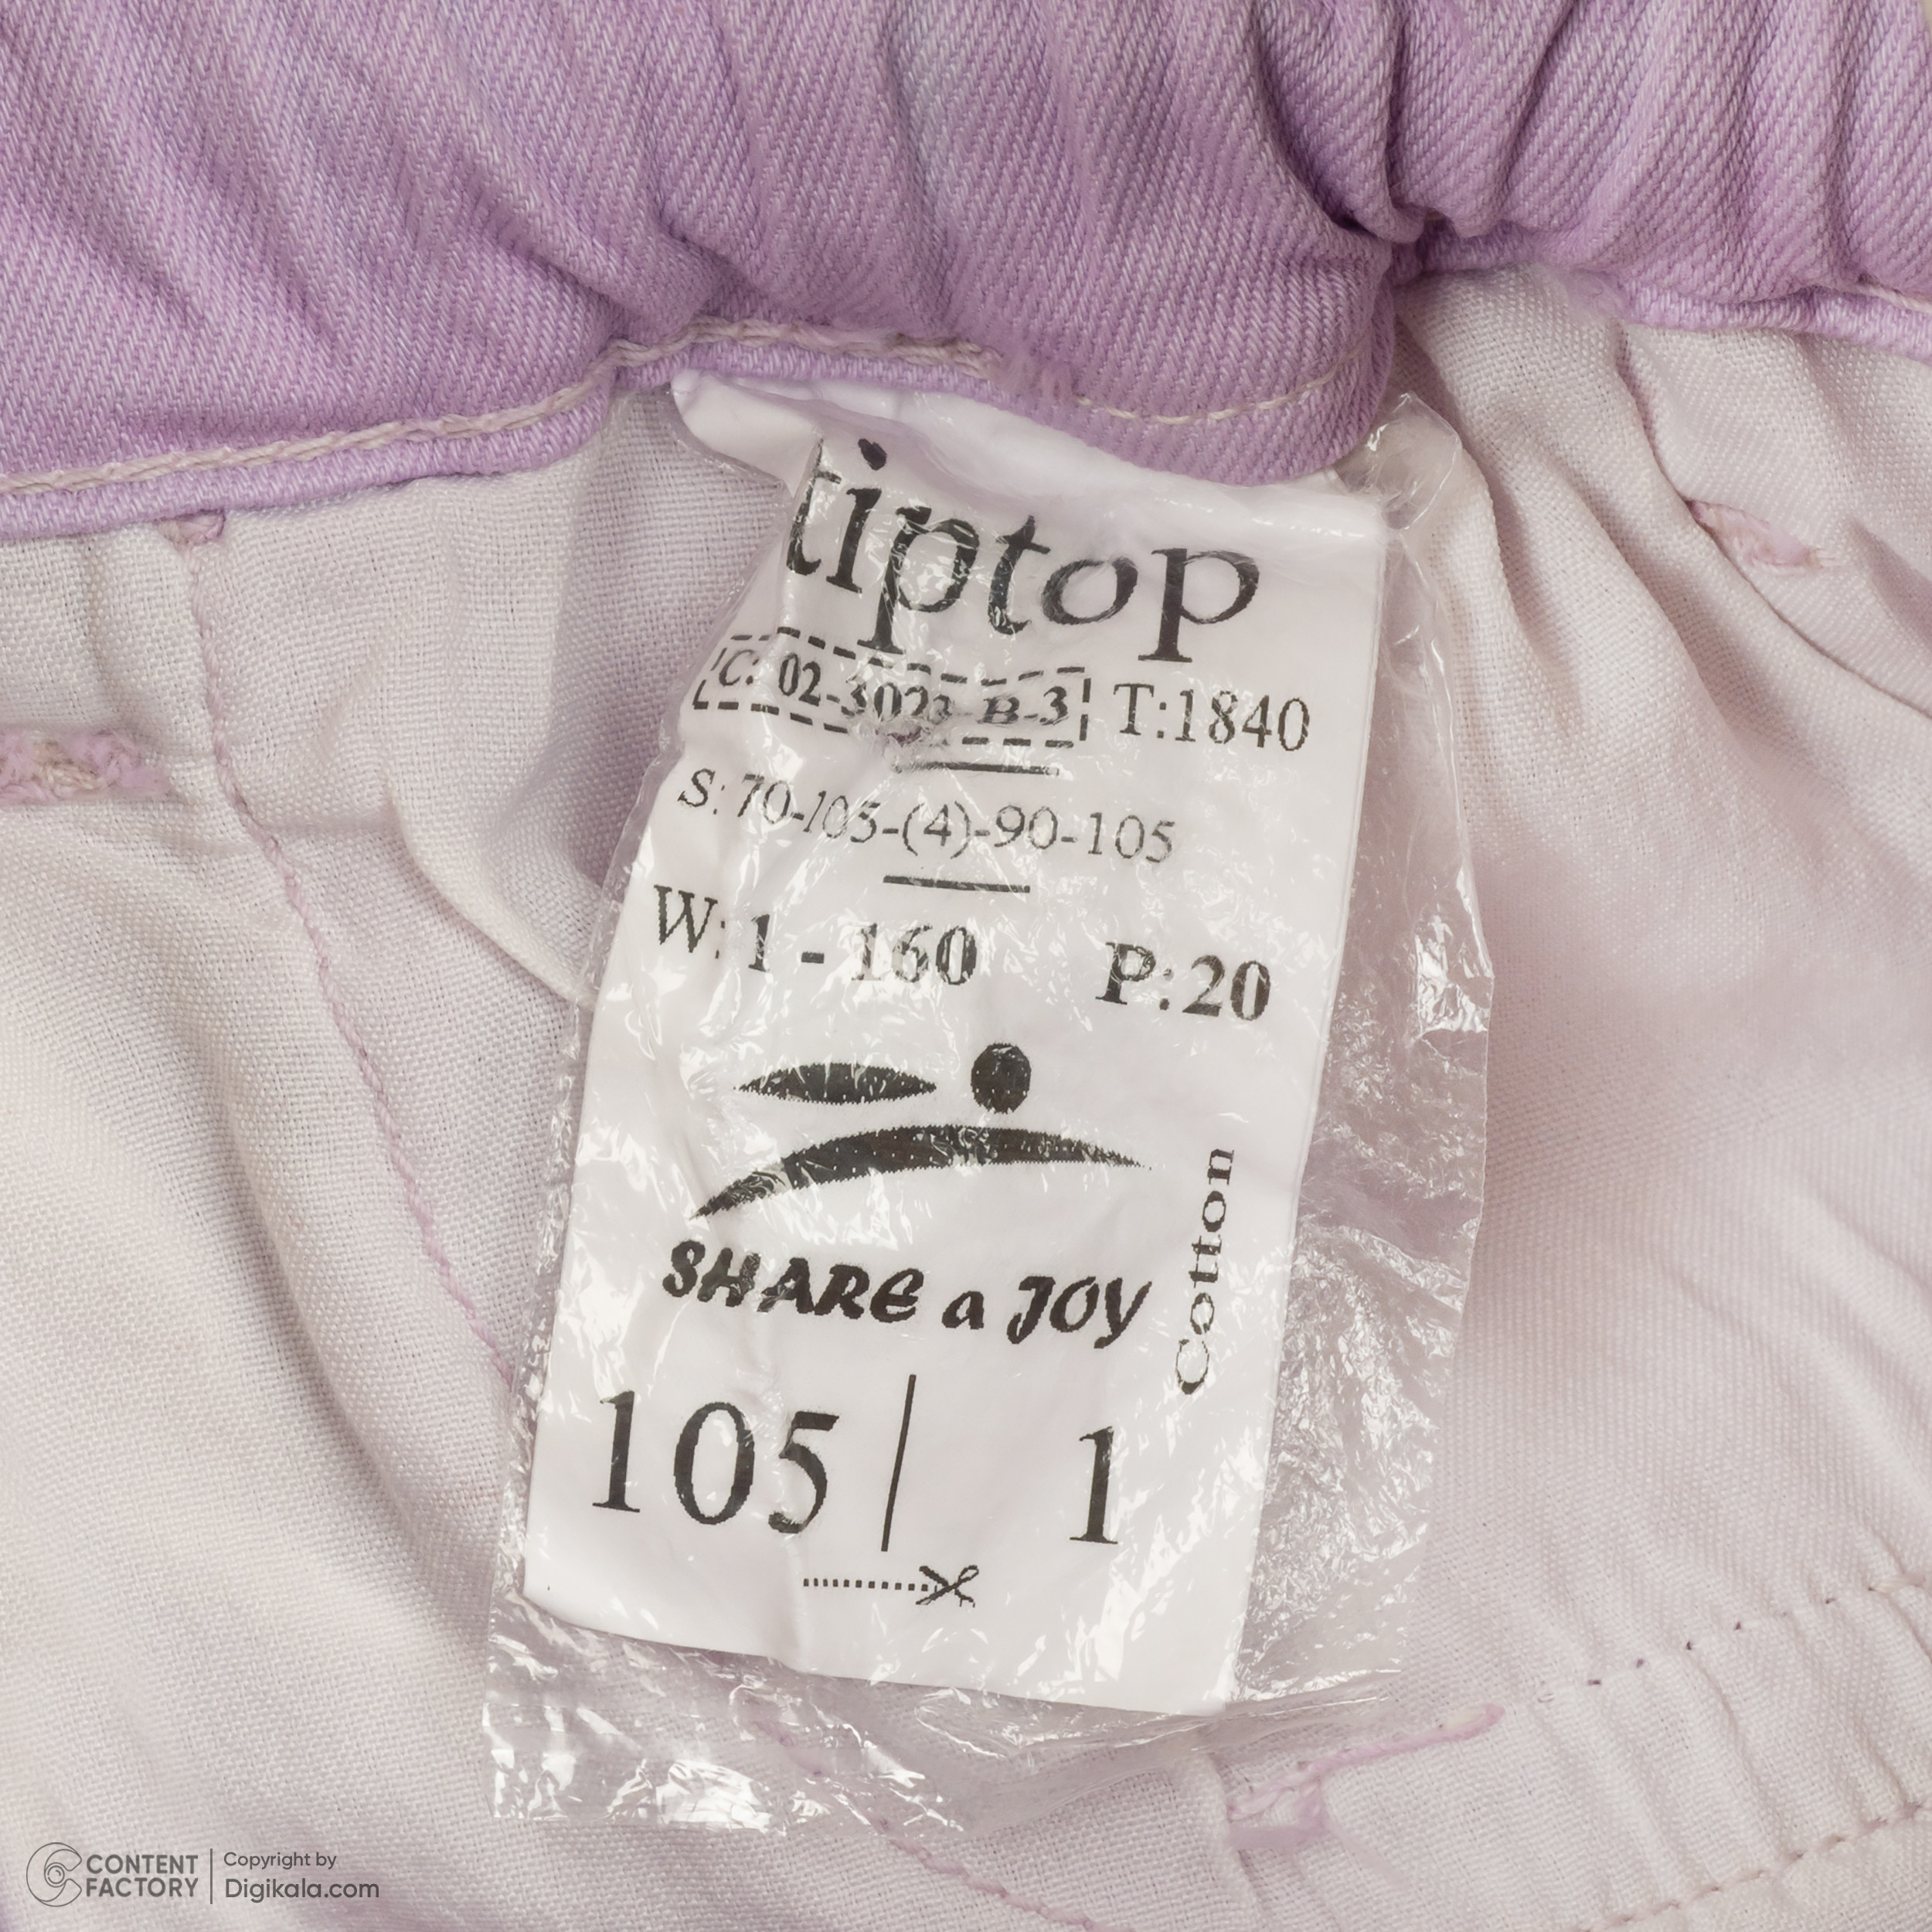 tiptop
C: 02-3023-B-3 T:1840
S: 70-/05-(4)-90-105
W: 1 - 160 P: 20
SHARE a JOY
Cotton
105 | 1
CONTENT FACTORY
Copyright by
Digikala.com